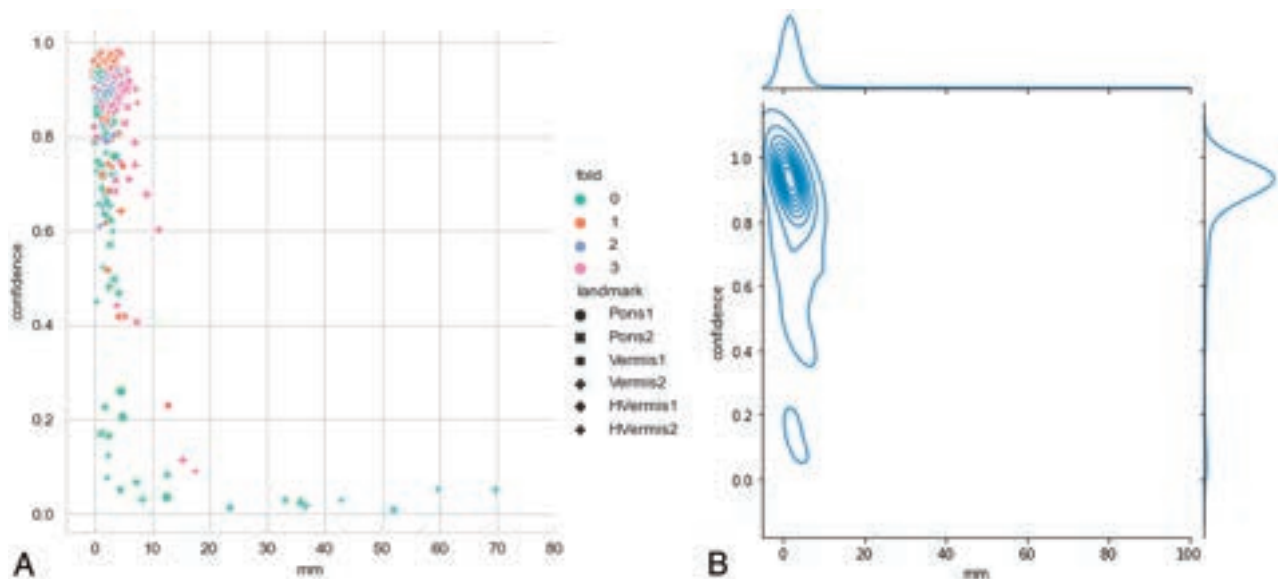 1.0
0.8
0.6
0.4
0.2
0.0
confidence
0 10 20 30 40 50 60 70 80
mm
A
fold
0
1
2
3
landmark
Pons1
Pons2
Vermis1
Vermis2
HVermis1
HVermis2
1.0
0.8
0.6
0.4
0.2
0.0
confidence
0 20 40 60 80 100
mm
B